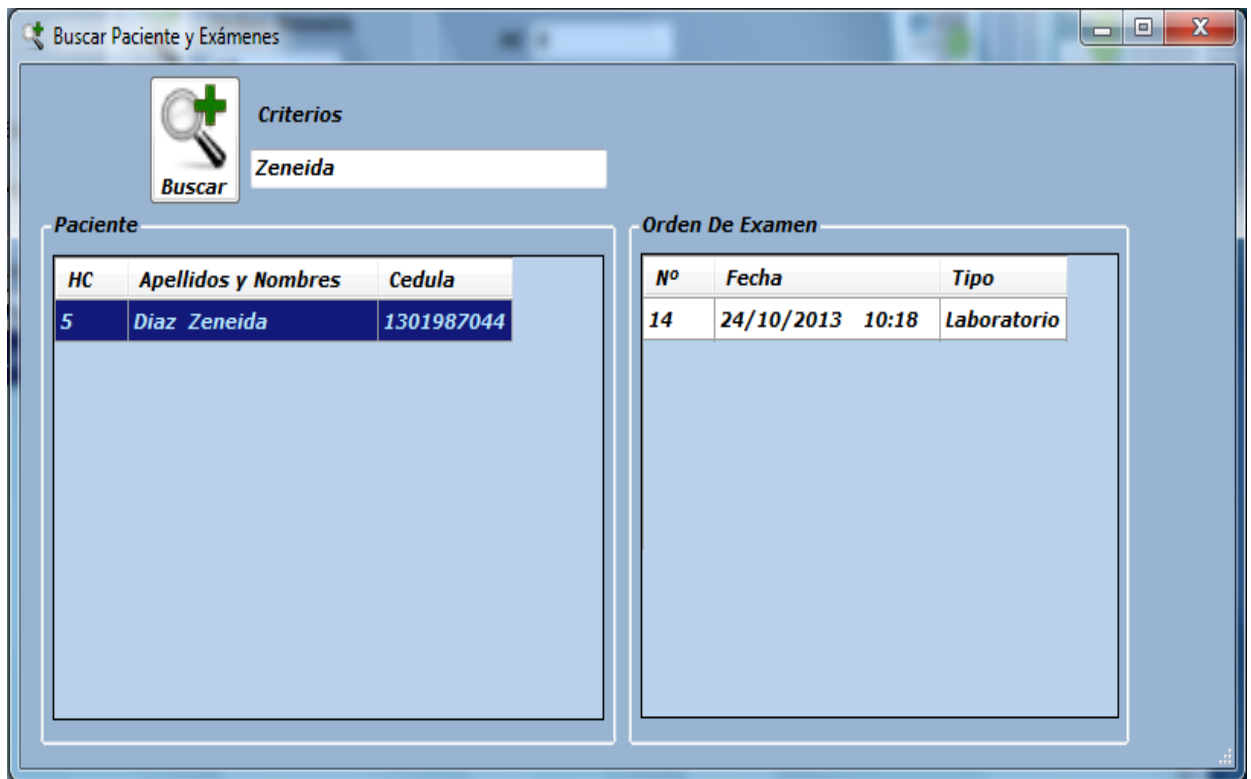 Buscar Paciente y Exámenes
Criterios
Zeneida
Buscar
Paciente
HC Apellidos y Nombres Cedula
5 Diaz Zeneida 1301987044
Orden De Examen
Nº Fecha Tipo
14 24/10/2013 10:18 Laboratorio